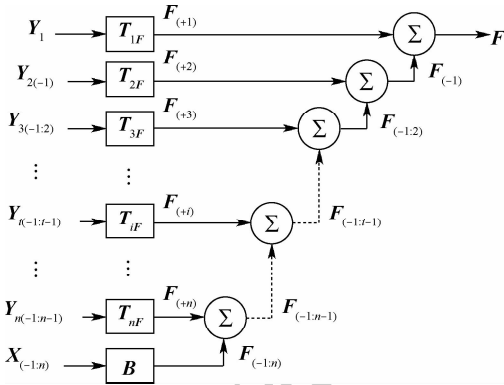 Y1 T1F F(+1) Σ F
Y2(-1) T2F F(+2) Σ F(-1)
Y3(-1:2) T3F F(+3) Σ F(-1:2)
⋮ ⋮
Yt(-1:t-1) TiF F(+i) Σ F(-1:t-1)
⋮ ⋮
Yn(-1:n-1) TnF F(+n) Σ F(-1:n-1)
X(-1:n) B F(-1:n)